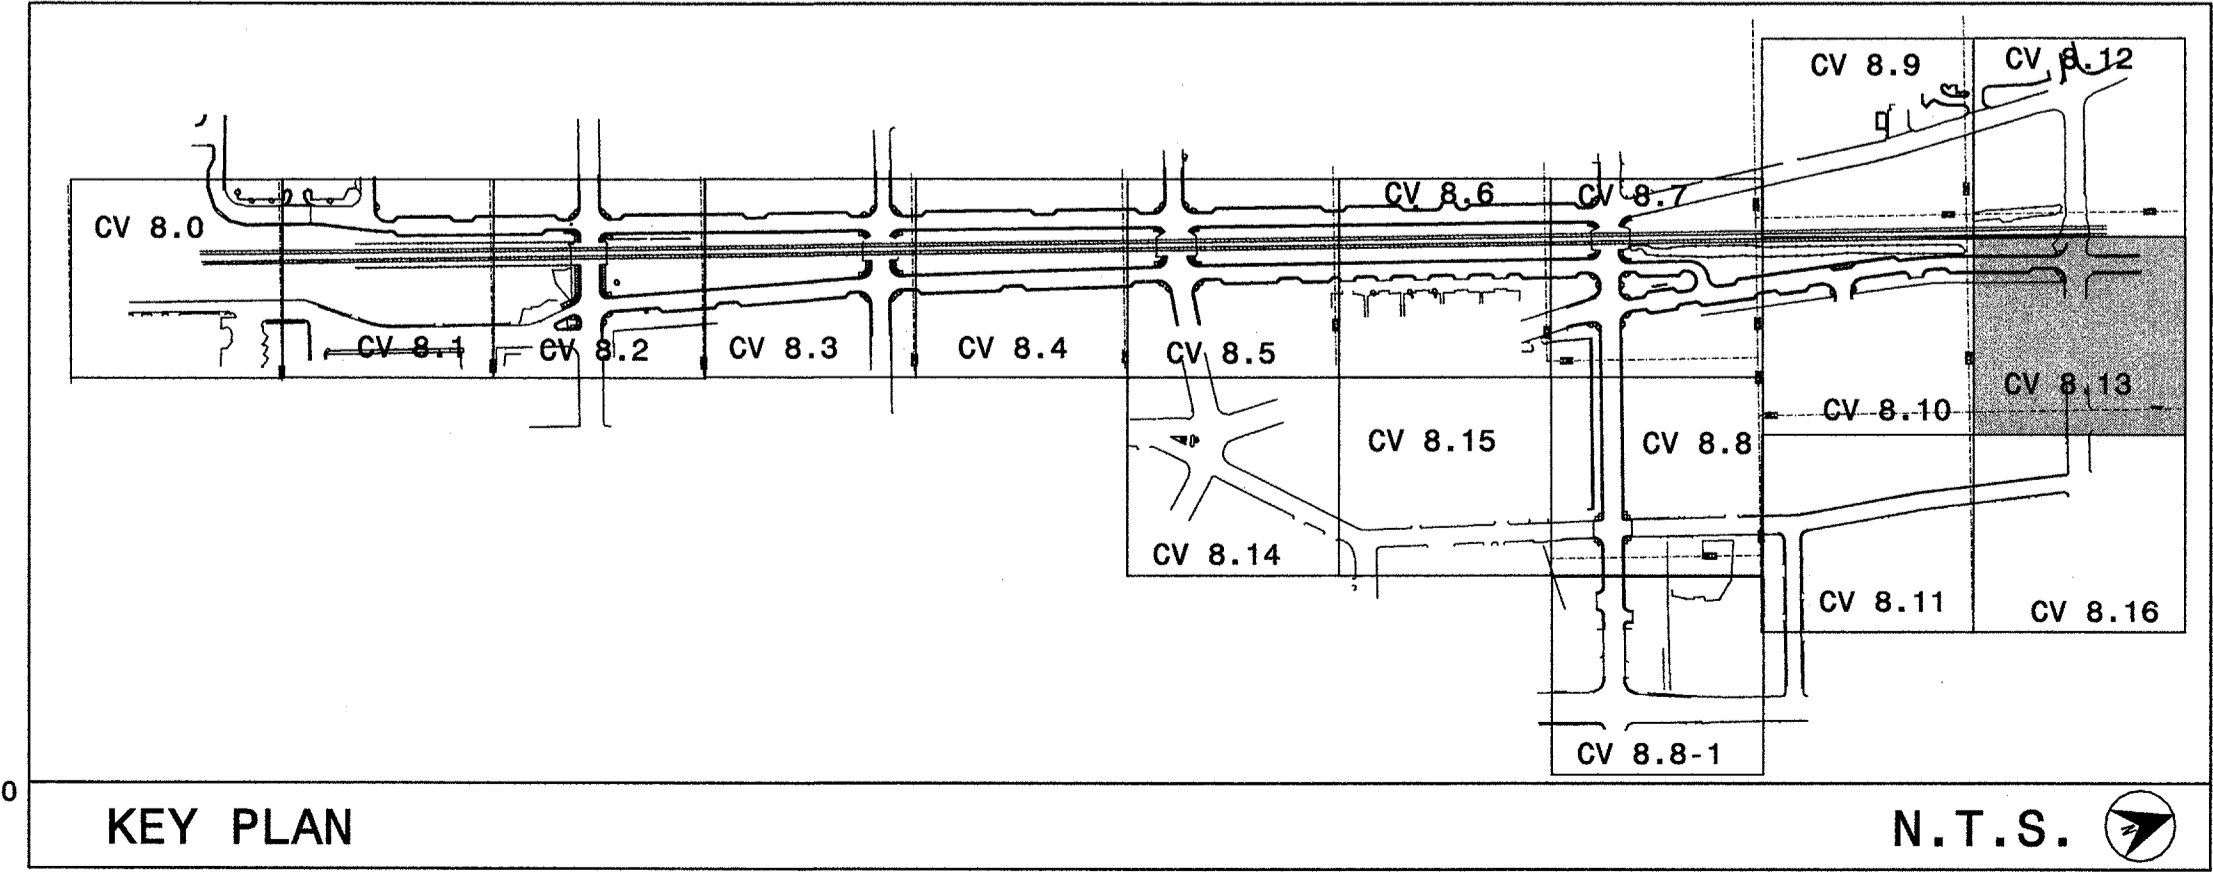 CV 8.9
CV 8.12
CV 8.0
CV 8.6
CV 8.7
CV 8.1
CV 8.2
CV 8.3
CV 8.4
CV 8.5
CV 8.13
CV 8.10
CV 8.15
CV 8.8
CV 8.14
CV 8.11
CV 8.16
CV 8.8-1
0
KEY PLAN
N.T.S.
N